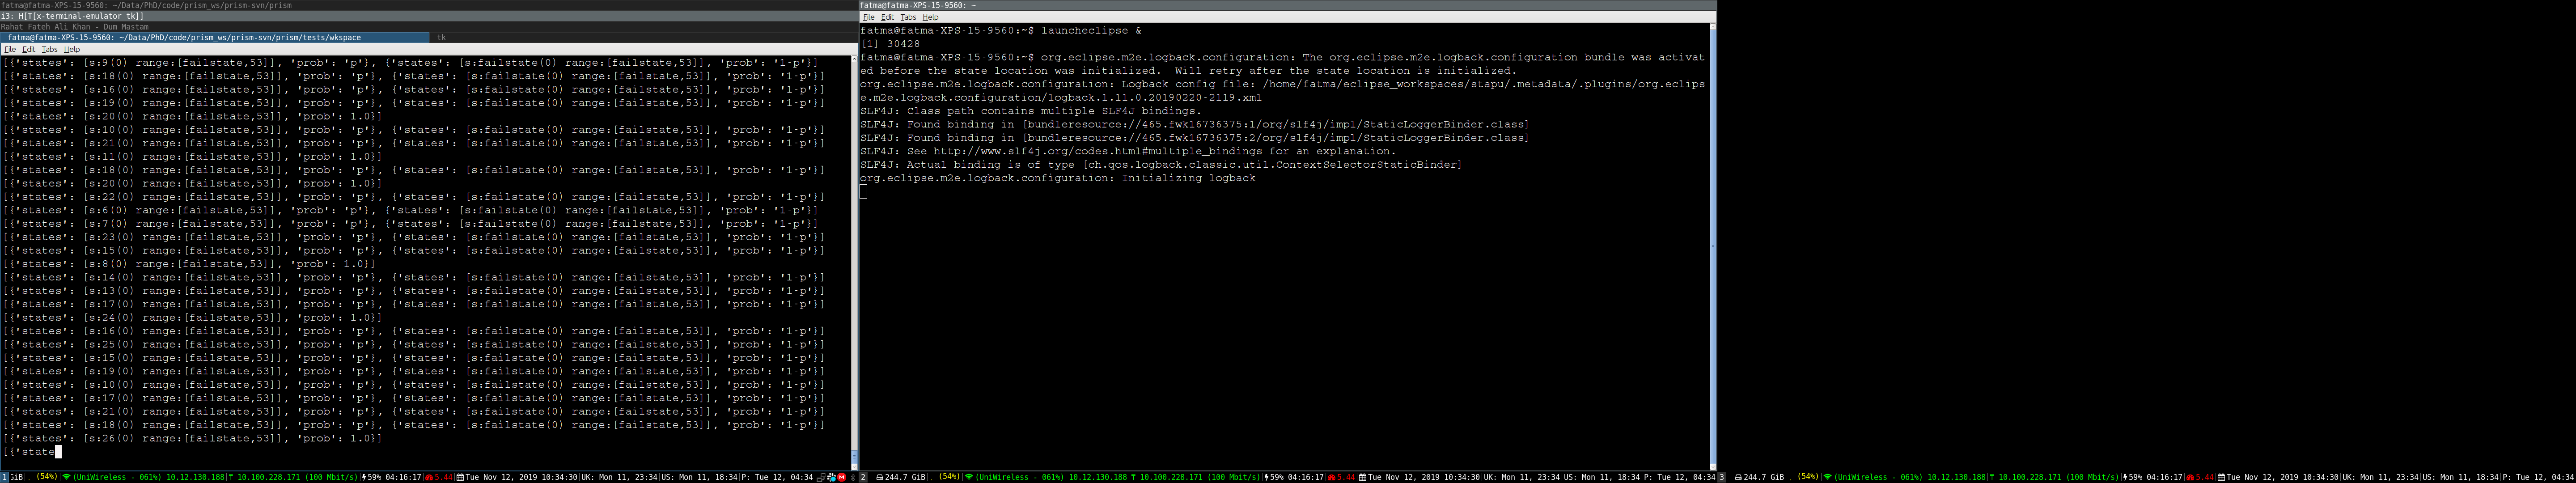 fatma@fatma-XPS-15-9560: ~/Data/PhD/code/prism_ws/prism-svn/prism
i3: H[T[x-terminal-emulator tk]]
Rahat Fateh Ali Khan - Dum Mastam
fatma@fatma-XPS-15-9560: ~/Data/PhD/code/prism_ws/prism-svn/prism/tests/wkspace
tk
File Edit Tabs Help
[{'states': [s:9(0) range:[failstate,53]], 'prob': 'p'}, {'states': [s:failstate(0) range:[failstate,53]], 'prob': '1-p'}]
[{'states': [s:18(0) range:[failstate,53]], 'prob': 'p'}, {'states': [s:failstate(0) range:[failstate,53]], 'prob': '1-p'}]
[{'states': [s:16(0) range:[failstate,53]], 'prob': 'p'}, {'states': [s:failstate(0) range:[failstate,53]], 'prob': '1-p'}]
[{'states': [s:19(0) range:[failstate,53]], 'prob': 'p'}, {'states': [s:failstate(0) range:[failstate,53]], 'prob': '1-p'}]
[{'states': [s:20(0) range:[failstate,53]], 'prob': 1.0}]
[{'states': [s:10(0) range:[failstate,53]], 'prob': 'p'}, {'states': [s:failstate(0) range:[failstate,53]], 'prob': '1-p'}]
[{'states': [s:21(0) range:[failstate,53]], 'prob': 'p'}, {'states': [s:failstate(0) range:[failstate,53]], 'prob': '1-p'}]
[{'states': [s:11(0) range:[failstate,53]], 'prob': 1.0}]
[{'states': [s:18(0) range:[failstate,53]], 'prob': 'p'}, {'states': [s:failstate(0) range:[failstate,53]], 'prob': '1-p'}]
[{'states': [s:20(0) range:[failstate,53]], 'prob': 1.0}]
[{'states': [s:22(0) range:[failstate,53]], 'prob': 'p'}, {'states': [s:failstate(0) range:[failstate,53]], 'prob': '1-p'}]
[{'states': [s:6(0) range:[failstate,53]], 'prob': 'p'}, {'states': [s:failstate(0) range:[failstate,53]], 'prob': '1-p'}]
[{'states': [s:7(0) range:[failstate,53]], 'prob': 'p'}, {'states': [s:failstate(0) range:[failstate,53]], 'prob': '1-p'}]
[{'states': [s:23(0) range:[failstate,53]], 'prob': 'p'}, {'states': [s:failstate(0) range:[failstate,53]], 'prob': '1-p'}]
[{'states': [s:15(0) range:[failstate,53]], 'prob': 'p'}, {'states': [s:failstate(0) range:[failstate,53]], 'prob': '1-p'}]
[{'states': [s:8(0) range:[failstate,53]], 'prob': 1.0}]
[{'states': [s:14(0) range:[failstate,53]], 'prob': 'p'}, {'states': [s:failstate(0) range:[failstate,53]], 'prob': '1-p'}]
[{'states': [s:13(0) range:[failstate,53]], 'prob': 'p'}, {'states': [s:failstate(0) range:[failstate,53]], 'prob': '1-p'}]
[{'states': [s:17(0) range:[failstate,53]], 'prob': 'p'}, {'states': [s:failstate(0) range:[failstate,53]], 'prob': '1-p'}]
[{'states': [s:24(0) range:[failstate,53]], 'prob': 1.0}]
[{'states': [s:16(0) range:[failstate,53]], 'prob': 'p'}, {'states': [s:failstate(0) range:[failstate,53]], 'prob': '1-p'}]
[{'states': [s:25(0) range:[failstate,53]], 'prob': 'p'}, {'states': [s:failstate(0) range:[failstate,53]], 'prob': '1-p'}]
[{'states': [s:15(0) range:[failstate,53]], 'prob': 'p'}, {'states': [s:failstate(0) range:[failstate,53]], 'prob': '1-p'}]
[{'states': [s:19(0) range:[failstate,53]], 'prob': 'p'}, {'states': [s:failstate(0) range:[failstate,53]], 'prob': '1-p'}]
[{'states': [s:10(0) range:[failstate,53]], 'prob': 'p'}, {'states': [s:failstate(0) range:[failstate,53]], 'prob': '1-p'}]
[{'states': [s:17(0) range:[failstate,53]], 'prob': 'p'}, {'states': [s:failstate(0) range:[failstate,53]], 'prob': '1-p'}]
[{'states': [s:21(0) range:[failstate,53]], 'prob': 'p'}, {'states': [s:failstate(0) range:[failstate,53]], 'prob': '1-p'}]
[{'states': [s:18(0) range:[failstate,53]], 'prob': 'p'}, {'states': [s:failstate(0) range:[failstate,53]], 'prob': '1-p'}]
[{'states': [s:26(0) range:[failstate,53]], 'prob': 1.0}]
[{'state
1 iB| (54%) (UniWireless - 061%) 10.12.130.188 10.100.228.171 (100 Mbit/s) 59% 04:16:17 5.44 Tue Nov 12, 2019 10:34:30 UK: Mon 11, 23:34 US: Mon 11, 18:34 P: Tue 12, 04:34
fatma@fatma-XPS-15-9560: ~
File Edit Tabs Help
fatma@fatma-XPS-15-9560:~$ launcheclipse &
[1] 30428
fatma@fatma-XPS-15-9560:~$ org.eclipse.m2e.logback.configuration: The org.eclipse.m2e.logback.configuration bundle was activat
ed before the state location was initialized.  Will retry after the state location is initialized.
org.eclipse.m2e.logback.configuration: Logback config file: /home/fatma/eclipse_workspaces/stapu/.metadata/.plugins/org.eclips
e.m2e.logback.configuration/logback.1.11.0.20190220-2119.xml
SLF4J: Class path contains multiple SLF4J bindings.
SLF4J: Found binding in [bundleresource://465.fwk16736375:1/org/slf4j/impl/StaticLoggerBinder.class]
SLF4J: Found binding in [bundleresource://465.fwk16736375:2/org/slf4j/impl/StaticLoggerBinder.class]
SLF4J: See http://www.slf4j.org/codes.html#multiple_bindings for an explanation.
SLF4J: Actual binding is of type [ch.qos.logback.classic.util.ContextSelectorStaticBinder]
org.eclipse.m2e.logback.configuration: Initializing logback
2 244.7 GiB (54%) (UniWireless - 061%) 10.12.130.188 10.100.228.171 (100 Mbit/s) 59% 04:16:17 5.44 Tue Nov 12, 2019 10:34:30 UK: Mon 11, 23:34 US: Mon 11, 18:34 P: Tue 12, 04:34
3 244.7 GiB (54%) (UniWireless - 061%) 10.12.130.188 10.100.228.171 (100 Mbit/s) 59% 04:16:17 5.44 Tue Nov 12, 2019 10:34:30 UK: Mon 11, 23:34 US: Mon 11, 18:34 P: Tue 12, 04:34